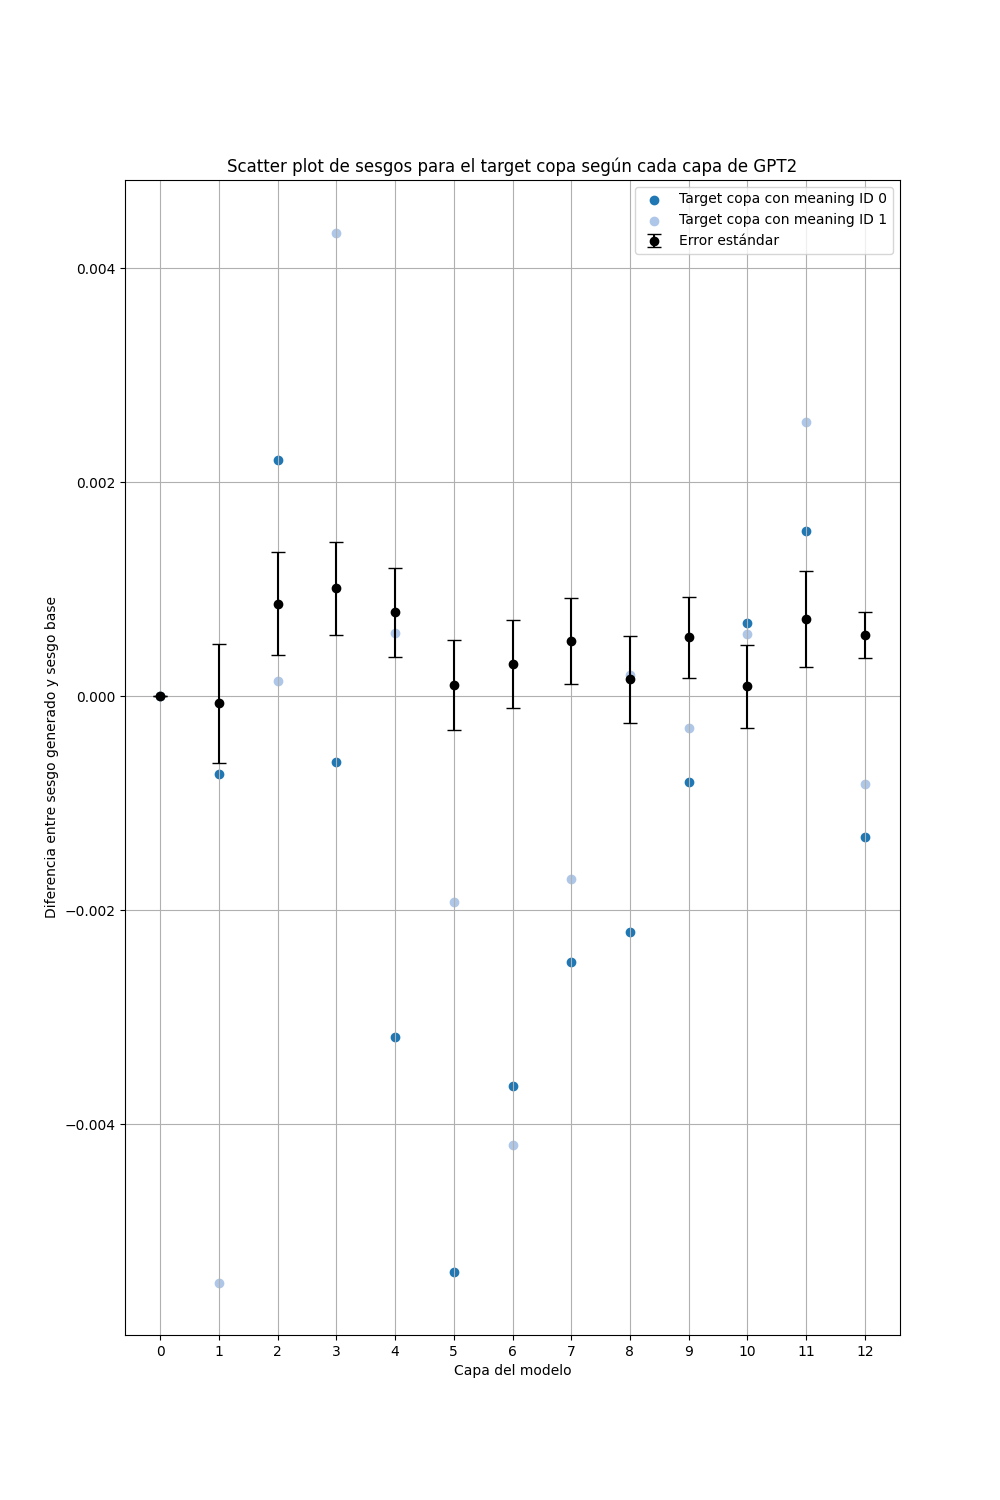 Scatter plot de sesgos para el target copa según cada capa de GPT2
Target copa con meaning ID 0
Target copa con meaning ID 1
Error estándar
Diferencia entre sesgo generado y sesgo base
0.004
0.002
0.000
−0.002
−0.004
0 1 2 3 4 5 6 7 8 9 10 11 12
Capa del modelo